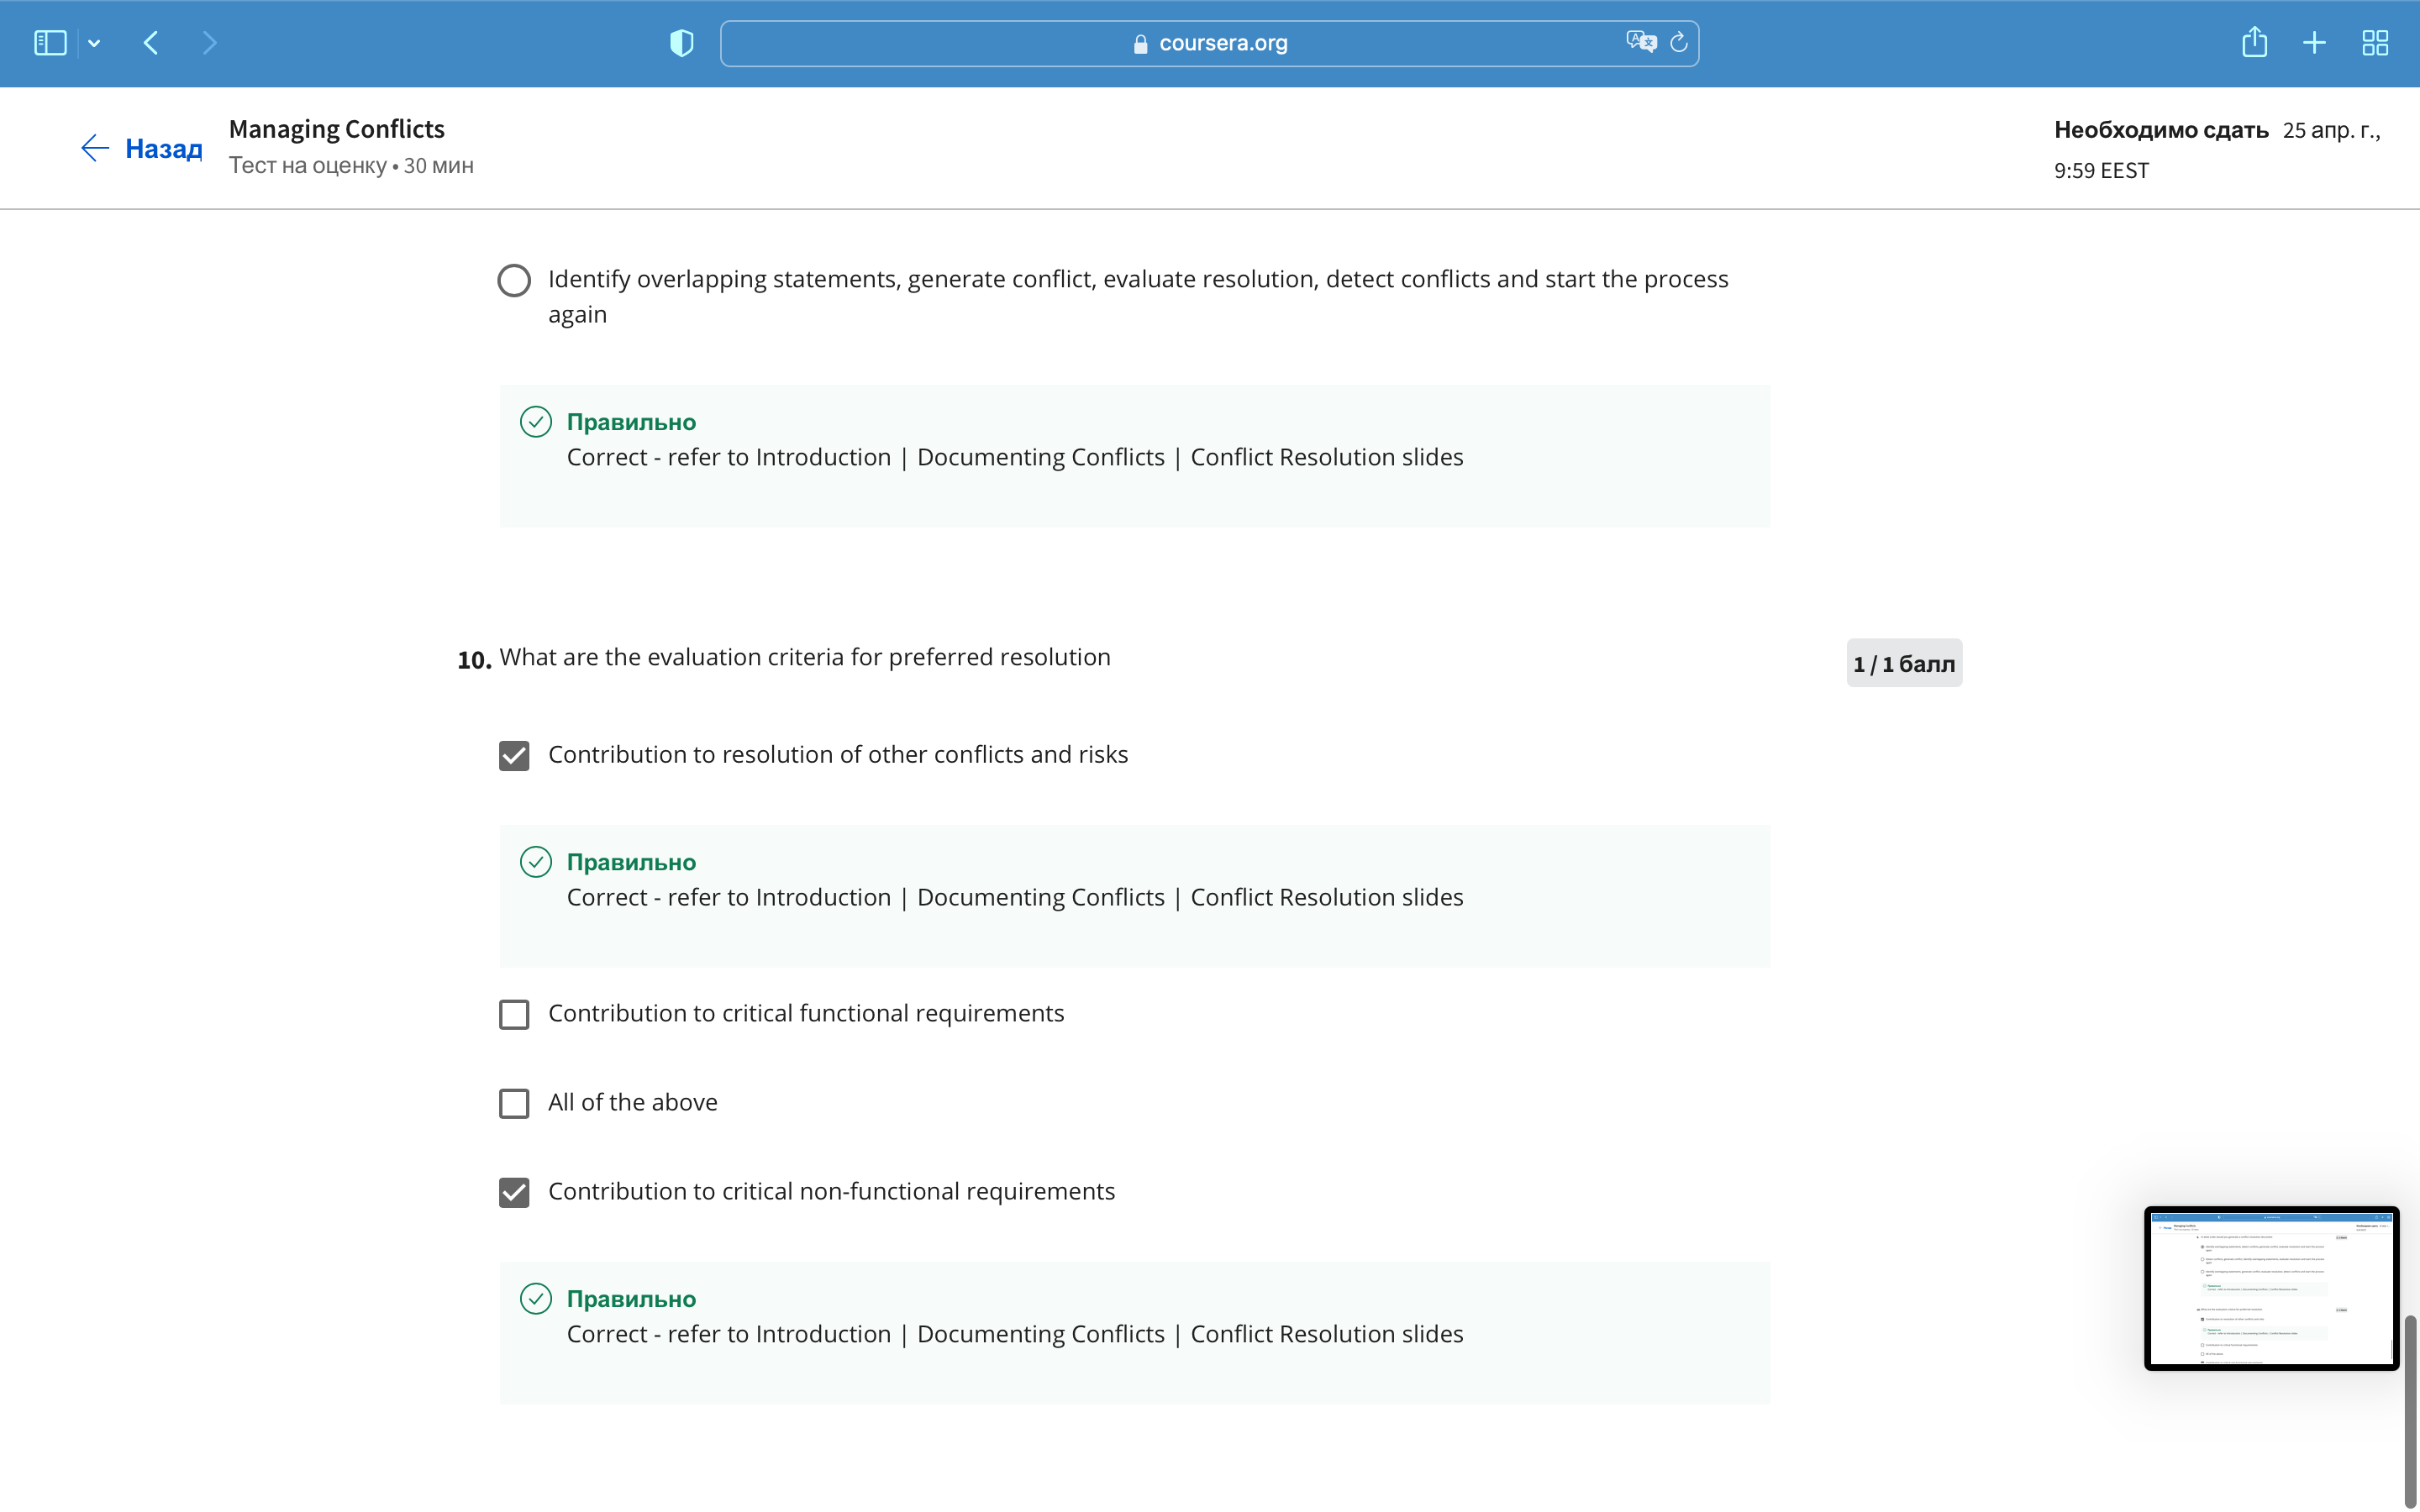 coursera.org
Назад
Managing Conflicts
Тест на оценку • 30 мин
Необходимо сдать 25 апр. г.,
9:59 EEST
Identify overlapping statements, generate conflict, evaluate resolution, detect conflicts and start the process
again
Правильно
Correct - refer to Introduction | Documenting Conflicts | Conflict Resolution slides
10. What are the evaluation criteria for preferred resolution
1 / 1 балл
Contribution to resolution of other conflicts and risks
Правильно
Correct - refer to Introduction | Documenting Conflicts | Conflict Resolution slides
Contribution to critical functional requirements
All of the above
Contribution to critical non-functional requirements
Правильно
Correct - refer to Introduction | Documenting Conflicts | Conflict Resolution slides